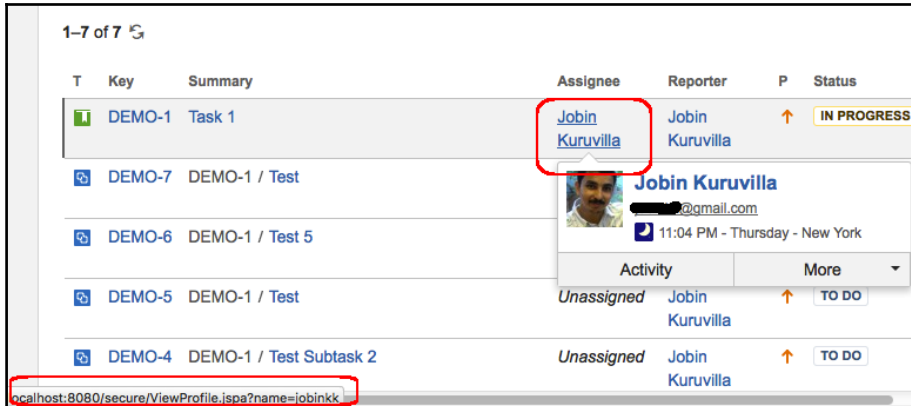 1–7 of 7
T Key Summary Assignee Reporter P Status
DEMO-1 Task 1 Jobin Kuruvilla Jobin Kuruvilla IN PROGRESS
DEMO-7 DEMO-1 / Test
Jobin Kuruvilla
@gmail.com
11:04 PM - Thursday - New York
Activity More
DEMO-6 DEMO-1 / Test 5
DEMO-5 DEMO-1 / Test Unassigned Jobin Kuruvilla TO DO
DEMO-4 DEMO-1 / Test Subtask 2 Unassigned Jobin Kuruvilla TO DO
ocalhost:8080/secure/ViewProfile.jspa?name=jobinkk